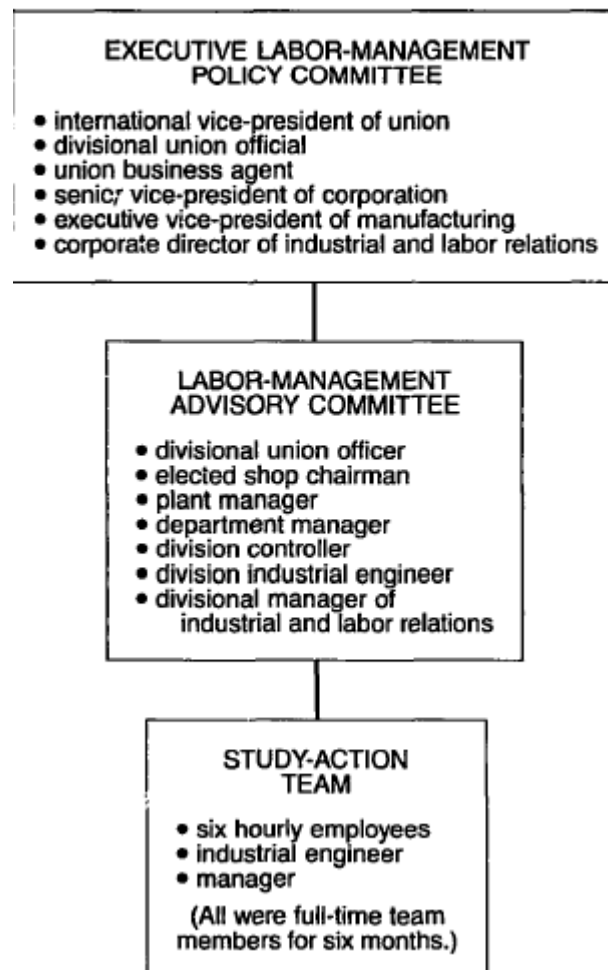 EXECUTIVE LABOR-MANAGEMENT
POLICY COMMITTEE
• international vice-president of union
• divisional union official
• union business agent
• senior vice-president of corporation
• executive vice-president of manufacturing
• corporate director of industrial and labor relations
LABOR-MANAGEMENT
ADVISORY COMMITTEE
• divisional union officer
• elected shop chairman
• plant manager
• department manager
• division controller
• division industrial engineer
• divisional manager of
industrial and labor relations
STUDY-ACTION
TEAM
• six hourly employees
• industrial engineer
• manager
(All were full-time team
members for six months.)